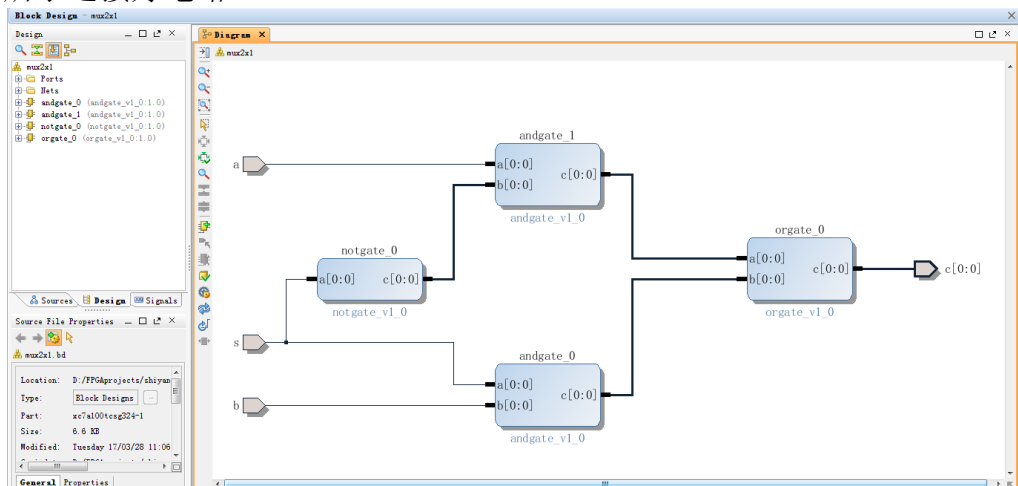 Block Design - mux2x1
Design
mux2x1
Ports
Nets
andgate_0 (andgate_v1_0:1.0)
andgate_1 (andgate_v1_0:1.0)
notgate_0 (notgate_v1_0:1.0)
orgate_0 (orgate_v1_0:1.0)
Sources Design Signals
Source File Properties
mux2x1.bd
Location: D:/FPGAprojects/shiyan
Type: Block Designs
Part: xc7a100tcsg324-1
Size: 6.6 KB
Modified: Tuesday 17/03/28 11:06
General Properties
Diagram
mux2x1
andgate_1
a
a[0:0]
c[0:0]
b[0:0]
andgate_v1_0
orgate_0
notgate_0
a[0:0]
c[0:0]
c[0:0]
a[0:0]
c[0:0]
b[0:0]
notgate_v1_0
orgate_v1_0
s
andgate_0
a[0:0]
c[0:0]
b
b[0:0]
andgate_v1_0